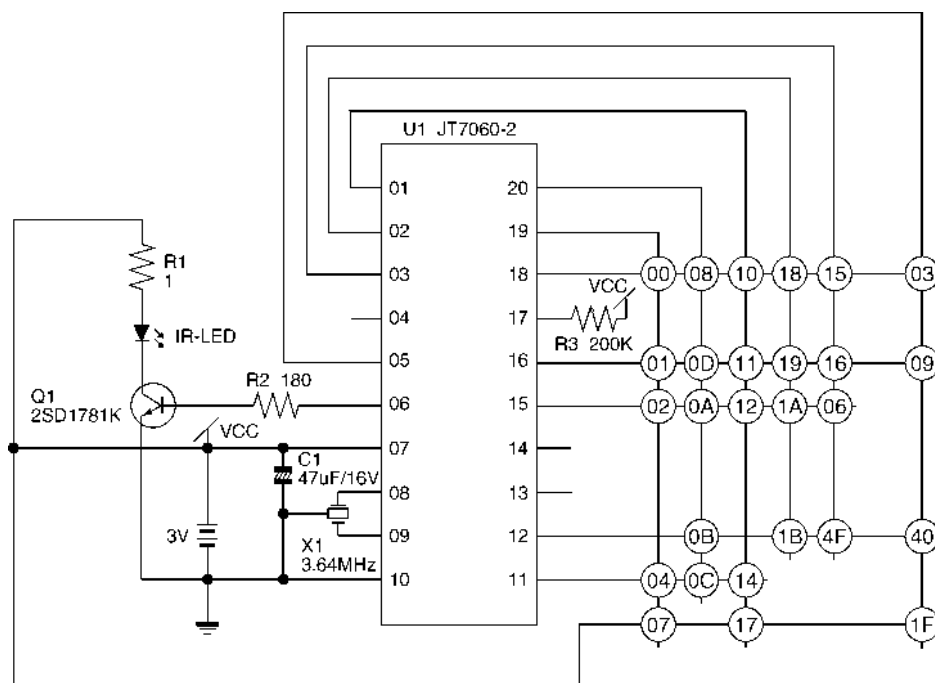 U1 JT7060-2
01
20
02
19
03
18
00
08
10
18
15
03
R1
1
VCC
04
17
R3 200K
IR-LED
05
16
01
0D
11
19
16
09
R2 180
Q1
2SD1781K
06
15
02
0A
12
1A
06
VCC
07
14
C1
47uF/16V
08
13
3V
09
12
0B
1B
4F
40
X1
3.64MHz
10
11
04
0C
14
07
17
1F